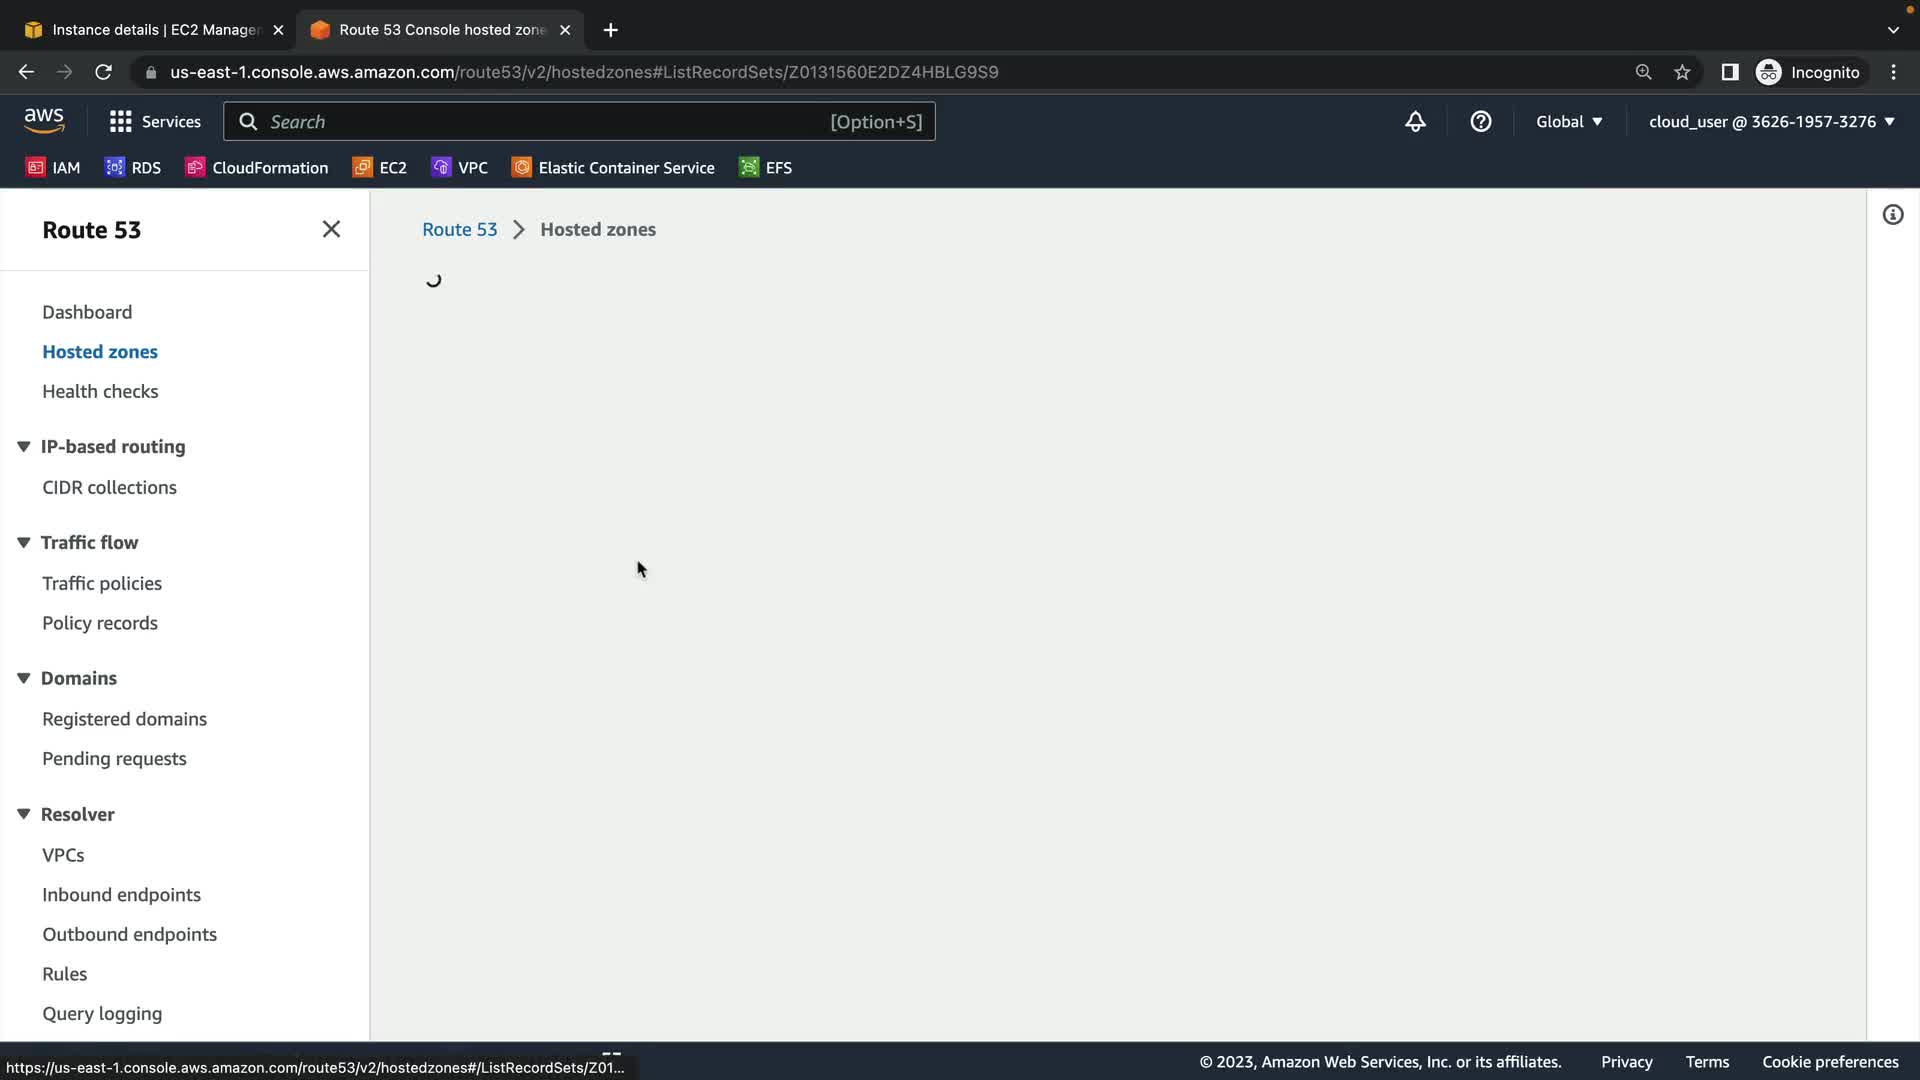 Instance details | EC2 Manager
Route 53 Console hosted zone
us-east-1.console.aws.amazon.com/route53/v2/hostedzones#ListRecordSets/Z0131560E2DZ4HBLG9S9
Incognito
aws
Services
Search
[Option+S]
Global
cloud_user @ 3626-1957-3276
IAM
RDS
CloudFormation
EC2
VPC
Elastic Container Service
EFS
Route 53
Route 53
Hosted zones
Dashboard
Hosted zones
Health checks
IP-based routing
CIDR collections
Traffic flow
Traffic policies
Policy records
Domains
Registered domains
Pending requests
Resolver
VPCs
Inbound endpoints
Outbound endpoints
Rules
Query logging
https://us-east-1.console.aws.amazon.com/route53/v2/hostedzones#/ListRecordSets/Z01...
© 2023, Amazon Web Services, Inc. or its affiliates.
Privacy
Terms
Cookie preferences